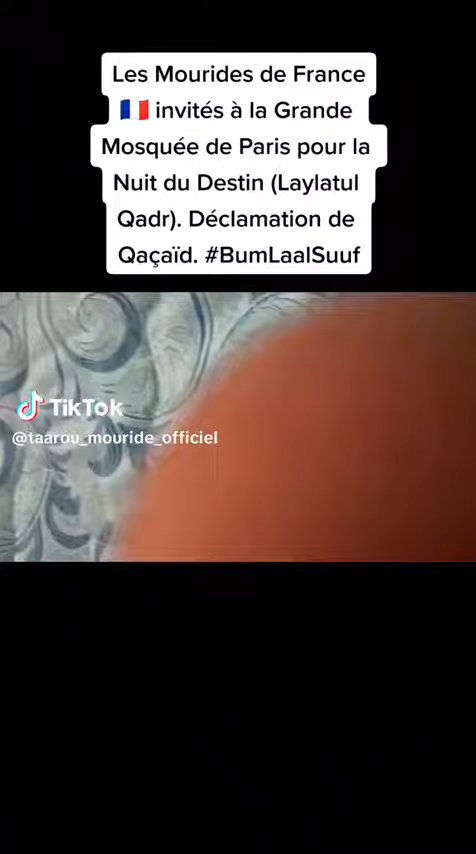 Les Mourides de France
🇫🇷 invités à la Grande
Mosquée de Paris pour la
Nuit du Destin (Laylatul
Qadr). Déclamation de
Qaçaïd. #BumLaalSuuf
TikTok
@taarou_mouride_officiel